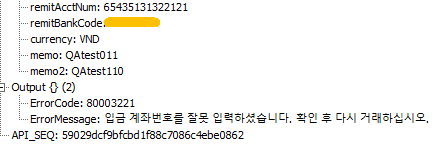 remitAcctNum: 65435131322121
remitBankCode:
currency: VND
memo: QAtest011
memo2: QAtest110
Output {} (2)
ErrorCode: 80003221
ErrorMessage: 입금 계좌번호를 잘못 입력하셨습니다. 확인 후 다시 거래하십시오.
API_SEQ: 59029dcf9bfcbd1f88c7086c4ebe0862